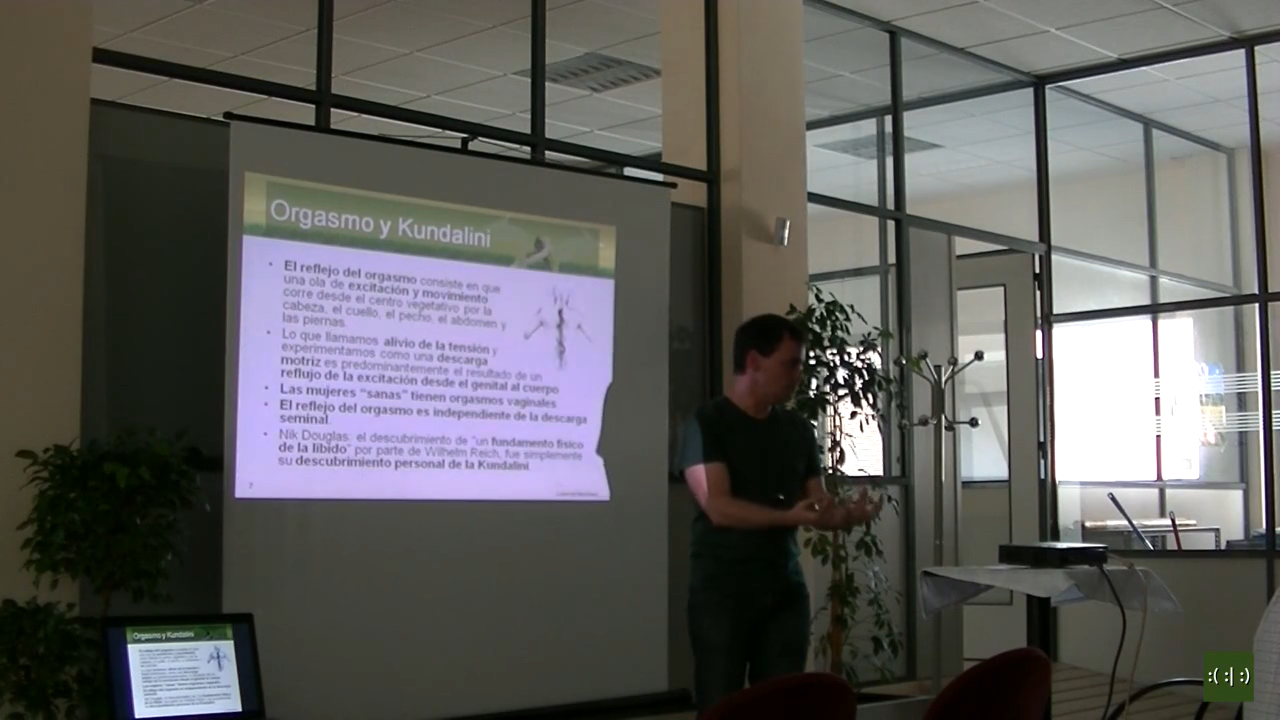 Orgasmo y Kundalini
• El reflejo del orgasmo consiste en que
una ola de excitación y movimiento
corre desde el centro vegetativo por la
cabeza, el cuello, el pecho, el abdomen y
las piernas.
• Lo que llamamos alivio de la tensión y
experimentamos como una descarga
motriz es predominantemente el resultado de un
reflujo de la excitación desde el genital al cuerpo
• Las mujeres "sanas" tienen orgasmos vaginales
• El reflejo del orgasmo es independiente de la descarga
seminal.
• Nik Douglas: el descubrimiento de "un fundamento físico
de la líbido" por parte de Wilhelm Reich, fue simplemente
su descubrimiento personal de la Kundalini.
7
Orgasmo y Kundalini
:( | :)